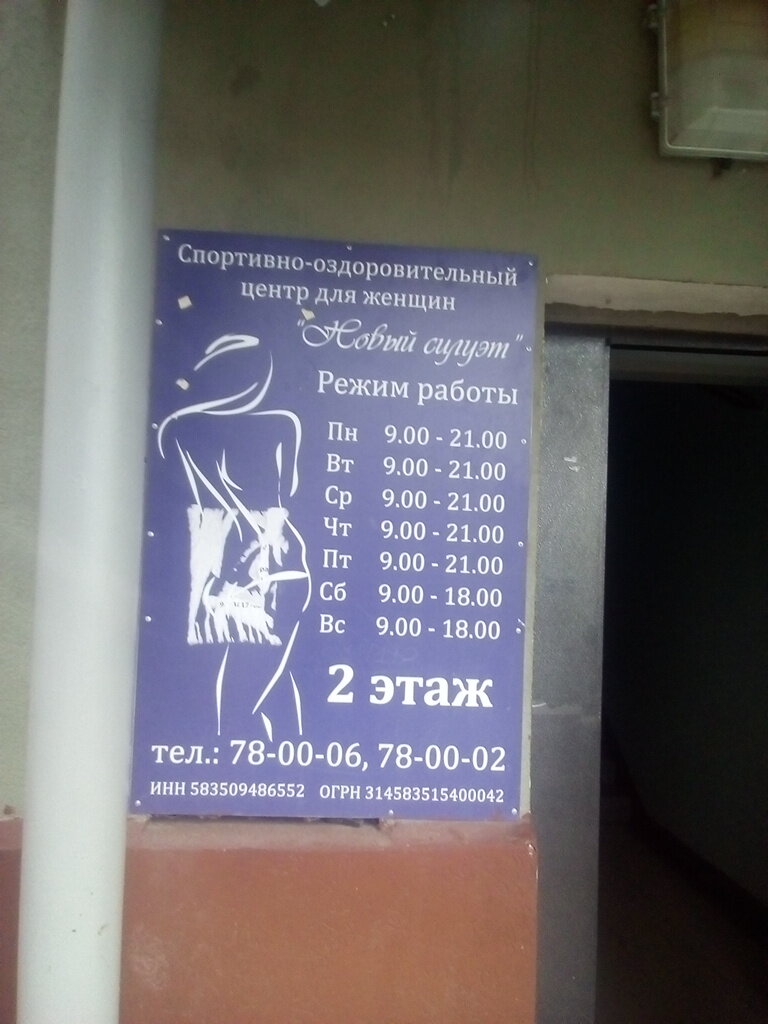 Спортивно-оздоровительный
центр для женщин
"Новый силуэт"
Режим работы
Пн 9.00 - 21.00
Вт 9.00 - 21.00
Ср 9.00 - 21.00
Чт 9.00 - 21.00
Пт 9.00 - 21.00
Сб 9.00 - 18.00
Вс 9.00 - 18.00
2 этаж
тел.: 78-00-06, 78-00-02
ИНН 583509486552 ОГРН 314583515400042